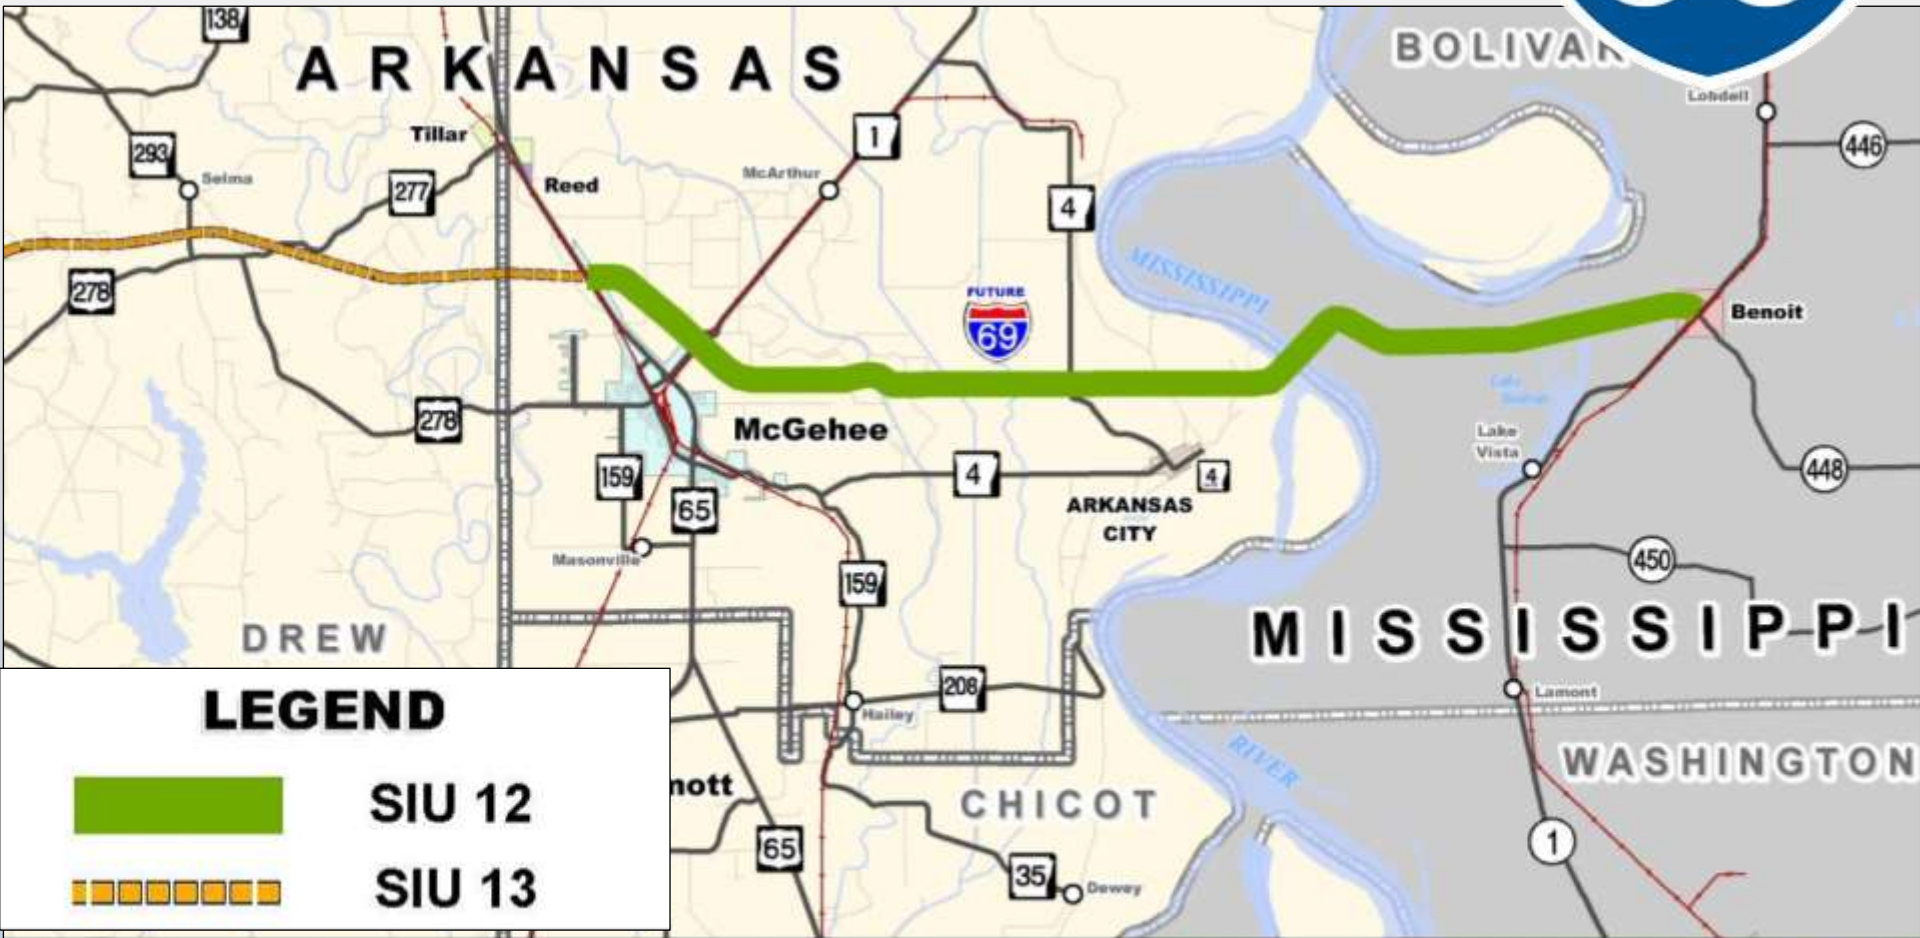 138
ARKANSAS
BOLIVAR
Lobdell
Tillar
1
446
293
Selma
277
Reed
McArthur
4
MISSISSIPPI
278
FUTURE
69
Benoit
278
McGehee
Lake
Vista
159
4
4
448
65
ARKANSAS
CITY
Masonville
450
159
DREW
MISSISSIPPI
208
Lamont
Halley
RIVER
WASHINGTON
LEGEND
mott
CHICOT
SIU 12
65
1
35
Dewey
SIU 13